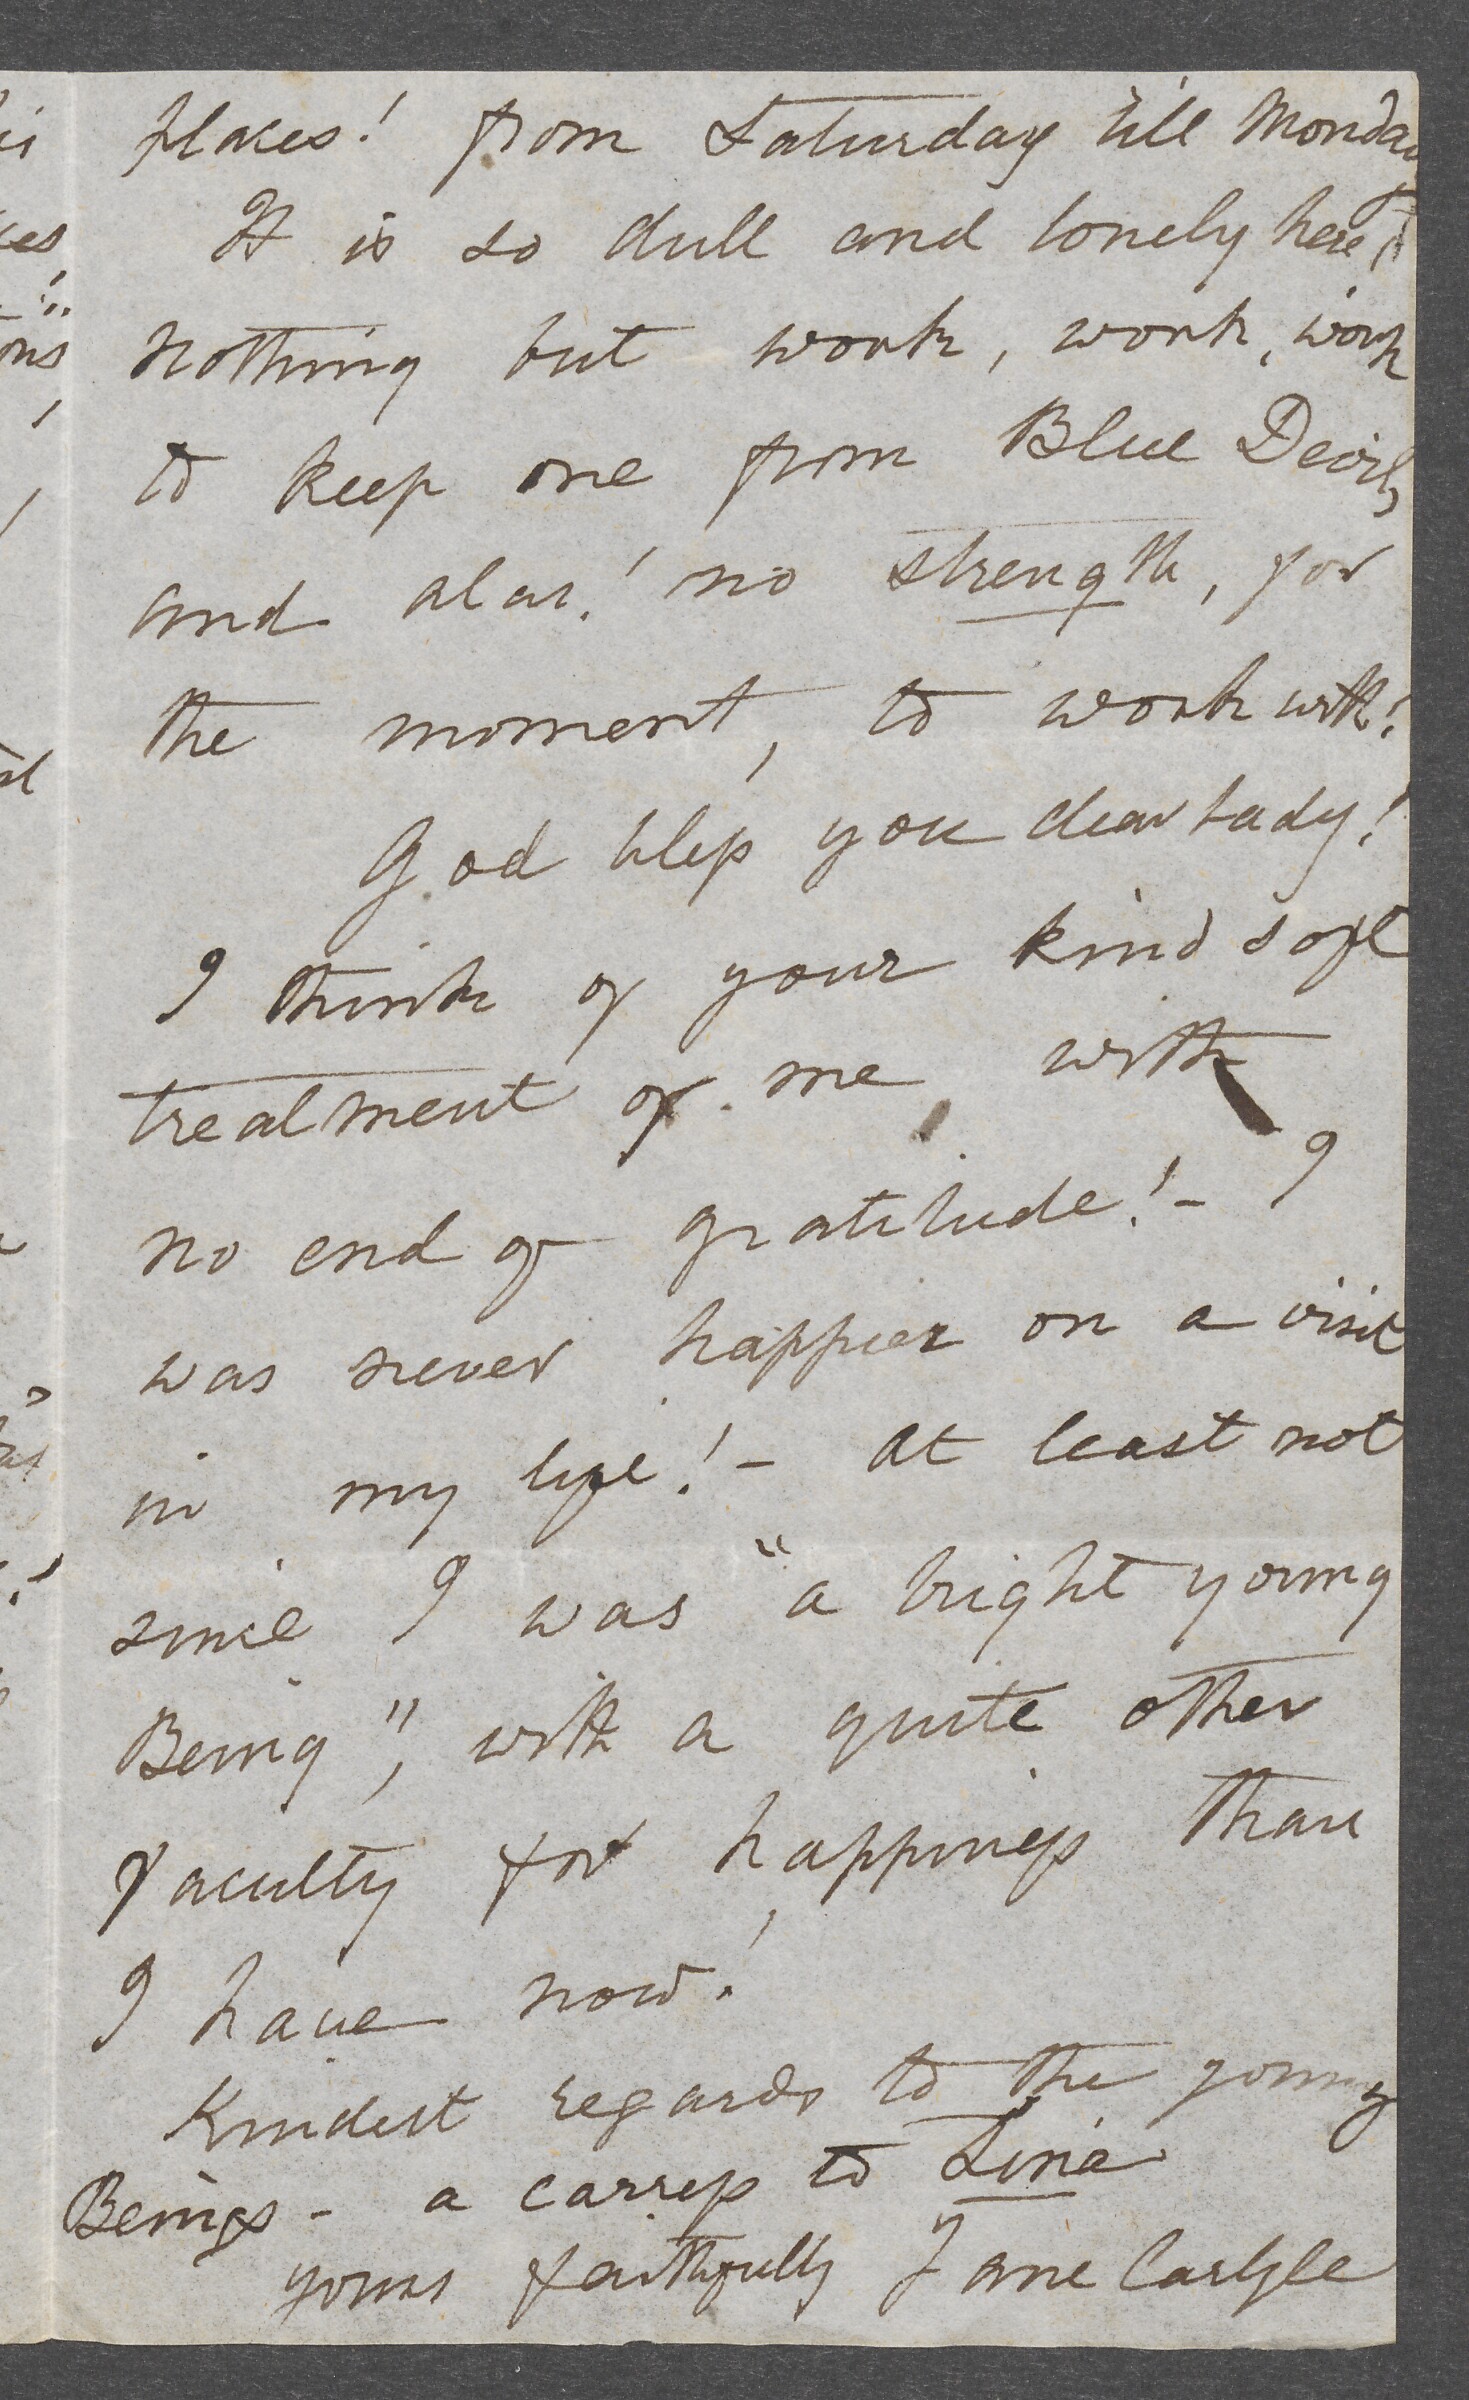 places! from Saturday till Monday
It is so dull and lonely here!
nothing but work, work, work
to keep one from Blue Devils
and alas! no strength, for
the moment, to work with!
God bless you dear Lady!
I think of your kind soft
treatment of me with
no end of gratitude! – I
was never happier on a visit
in my life! – at least not
since I was "a bright young
Being", with a quite other
faculty for happiness than
I have now!
Kindest regards to the young
Beings – a carress to Lina
yours faithfully Jane Carlyle